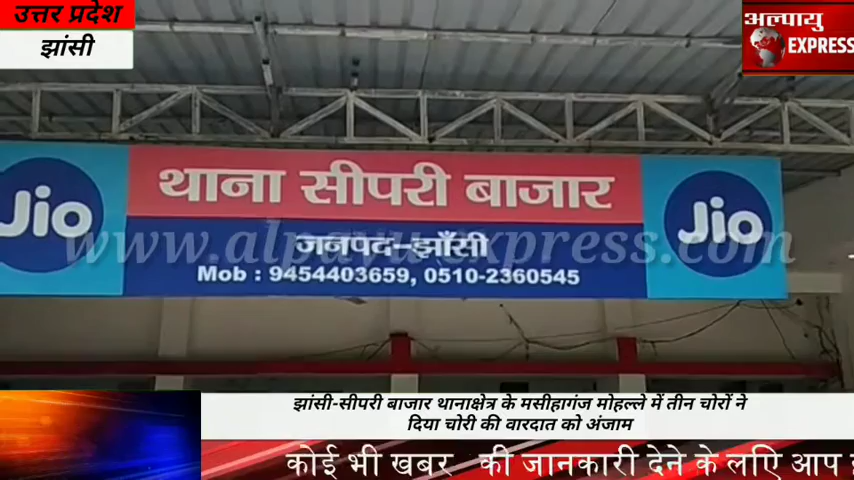 उत्तर प्रदेश
झांसी
अल्पायु
EXPRESS
थाना सीपरी बाजार
जनपद-झाँसी
Mob : 9454403659, 0510-2360545
Jio
Jio
www.alpayuexpress.com
झांसी-सीपरी बाजार थानाक्षेत्र के मसीहागंज मोहल्ले में तीन चोरों ने
दिया चोरी की वारदात को अंजाम
कोई भी खबर की जानकारी देने के लिए आप